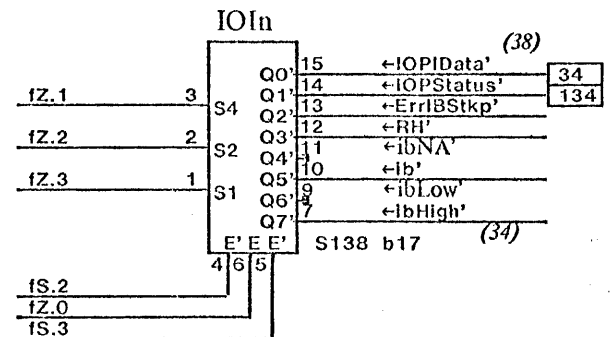 IOIn
(38)
15 ←IOPIData'
Q0' 34
14 ←IOPStatus'
Q1' 134
fZ.1 3 S4 13 ←ErrIBStkp'
Q2'
12 ←RH'
fZ.2 2 S2 Q3'
11 ←ibNA'
Q4'
10 ←Ib'
fZ.3 1 S1 Q5'
9 ←ibLow'
Q6'
7 ←IbHigh'
Q7' (34)
E' E E' S138 b17
4 6 5
fS.2
fZ.0
fS.3